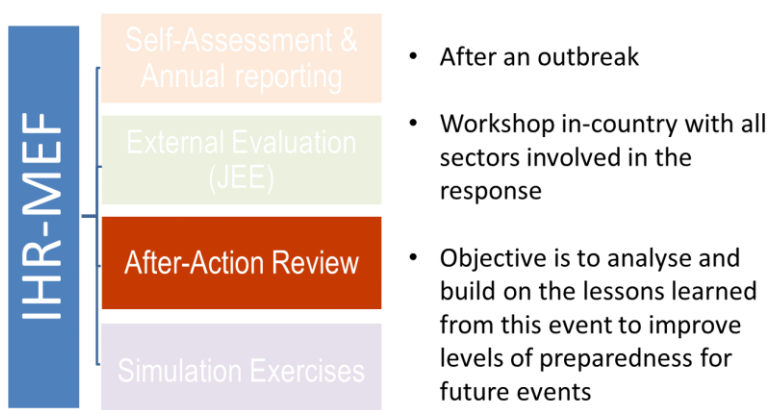 IHR-MEF
Self-Assessment &
Annual reporting
External Evaluation
(JEE)
After-Action Review
Simulation Exercises
• After an outbreak
• Workshop in-country with all
sectors involved in the
response
• Objective is to analyse and
build on the lessons learned
from this event to improve
levels of preparedness for
future events